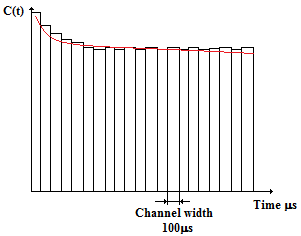 C(t)
Time μs
Channel width
100μs